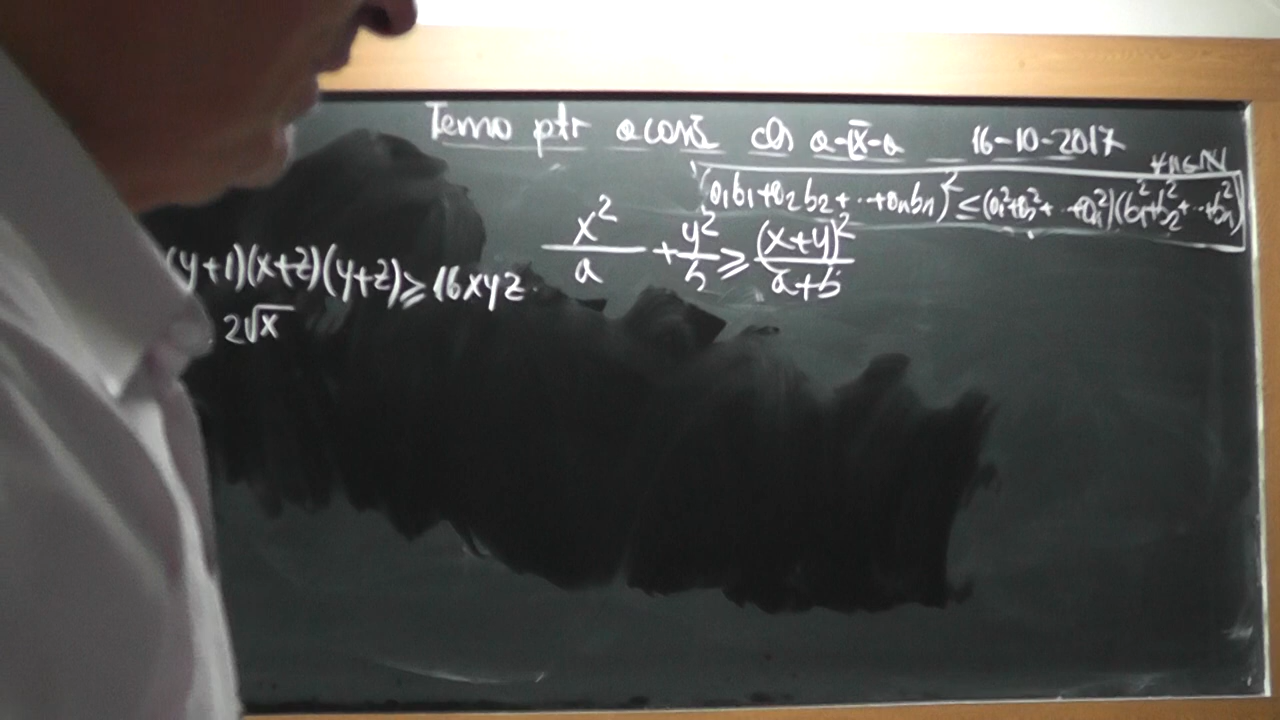 Temă ptr acasă cls a-IX-a 16-10-2017
∀n∈N
(a₁b₁+a₂b₂+...+aₙbₙ)² ≤ (a₁²+a₂²+...+aₙ²)(b₁²+b₂²+...+bₙ²)
(y+1)(x+z)(y+z) ≥ 16xyz.
x²/a + y²/b ≥ (x+y)²/(a+b)
2√x